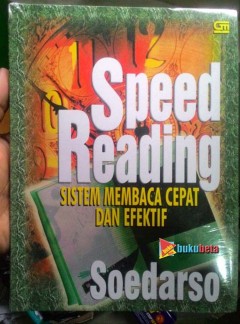 Speed
Reading
SISTEM MEMBACA CEPAT
DAN EFEKTIF
bukubeta
Soedarso